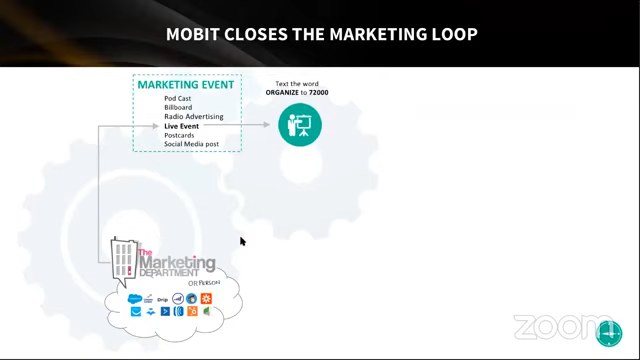 MOBIT CLOSES THE MARKETING LOOP
MARKETING EVENT
Pod Cast
Billboard
Radio Advertising
Live Event
Postcards
Social Media post
Text the word
ORGANIZE to 72000
The
Marketing
DEPARTMENT
OR PERSON
Drip
zoom